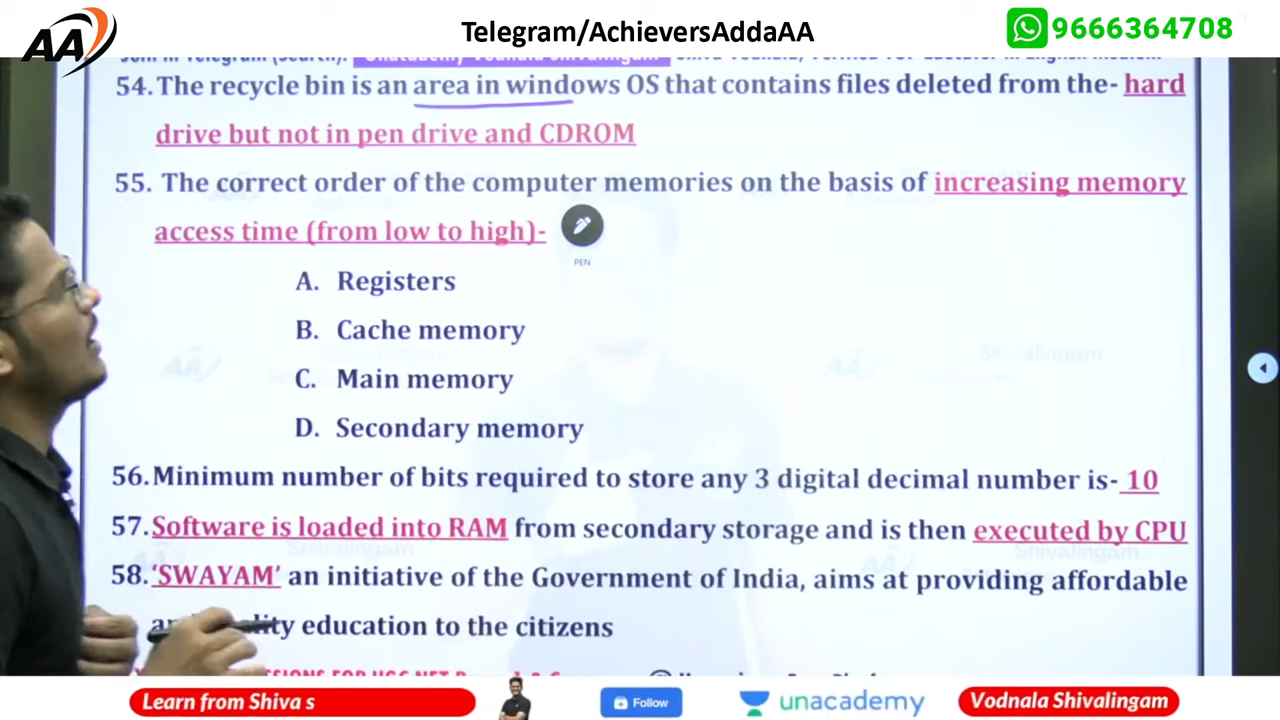 AA
Telegram/AchieversAddaAA
9666364708
54. The recycle bin is an area in windows OS that contains files deleted from the- hard
drive but not in pen drive and CDROM
55. The correct order of the computer memories on the basis of increasing memory
access time (from low to high)-
PEN
A. Registers
B. Cache memory
C. Main memory
D. Secondary memory
Shivalingam
56. Minimum number of bits required to store any 3 digital decimal number is- 10
57. Software is loaded into RAM from secondary storage and is then executed by CPU
Shivalingam
58. 'SWAYAM' an initiative of the Government of India, aims at providing affordable
education to the citizens
Learn from Shiva s
Follow
unacademy
Vodnala Shivalingam